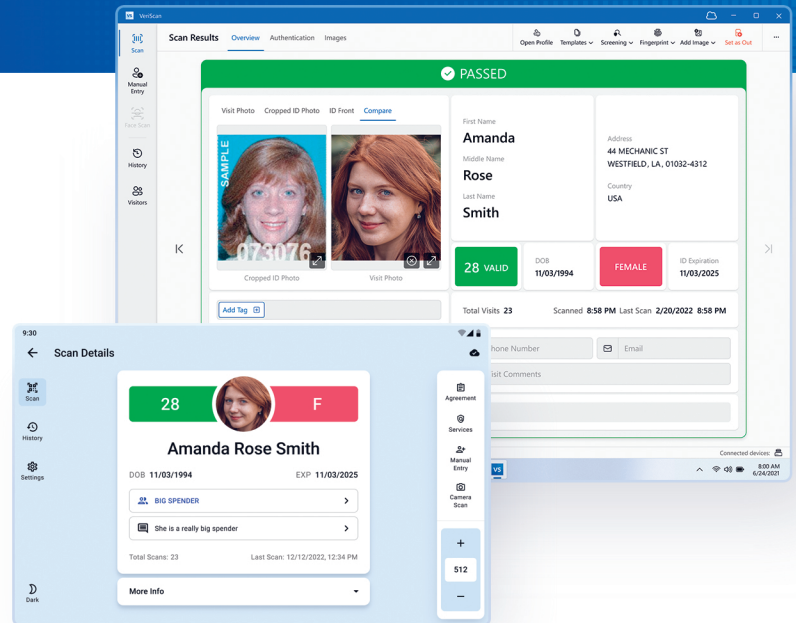 VS VeriScan
Scan Results Overview Authentication Images
Open Profile Templates Screening Fingerprint Add Image Set as Out
Scan
Manual
Entry
Face Scan
History
Visitors
PASSED
Visit Photo Cropped ID Photo ID Front Compare
SAMPLE
073076
Cropped ID Photo Visit Photo
First Name
Amanda
Middle Name
Rose
Last Name
Smith
Address
44 MECHANIC ST
WESTFIELD, LA, 01032-4312
Country
USA
28 VALID
DOB
11/03/1994
FEMALE
ID Expiration
11/03/2025
Add Tag
Total Visits 23 Scanned 8:58 PM Last Scan 2/20/2022 8:58 PM
hone Number Email
isit Comments
Connected devices:
VS
8:00 AM
6/24/2021
9:30
Scan Details
Scan
History
Settings
Dark
28 F
Amanda Rose Smith
DOB 11/03/1994 EXP 11/03/2025
BIG SPENDER
She is a really big spender
Total Scans: 23 Last Scan: 12/12/2022, 12:34 PM
More Info
Agreement
Services
Manual
Entry
Camera
Scan
+
512
−